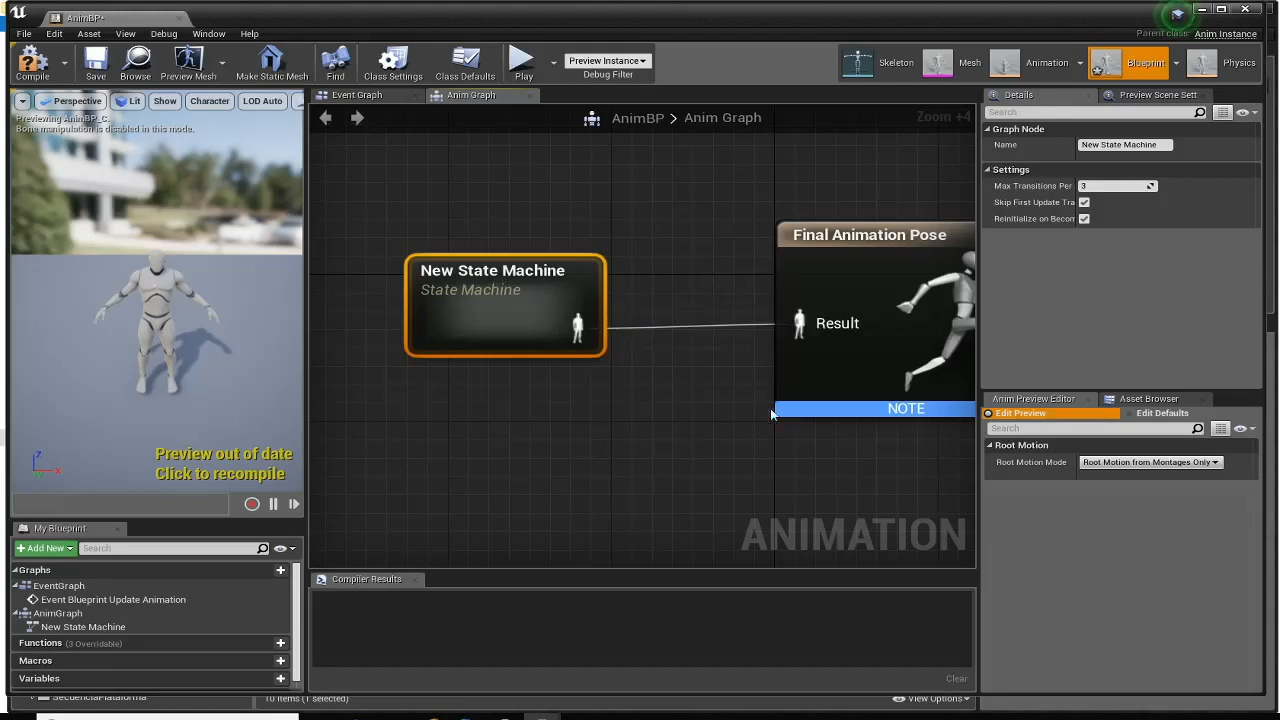 AnimBP*
File Edit Asset View Debug Window Help
Parent class: Anim Instance
Compile Save Browse Preview Mesh Make Static Mesh Find Class Settings Class Defaults Play
Preview Instance
Debug Filter
Skeleton Mesh Animation Blueprint Physics
Perspective Lit Show Character LOD Auto
Previewing AnimBP_C.
Bone manipulation is disabled in this mode.
Preview out of date
Click to recompile
Z
X
Event Graph Anim Graph
AnimBP > Anim Graph
Zoom +4
New State Machine
State Machine
Final Animation Pose
Result
NOTE
ANIMATION
Compiler Results
Clear
My Blueprint
+ Add New Search
Graphs
EventGraph
Event Blueprint Update Animation
AnimGraph
New State Machine
Functions (3 Overridable)
Macros
Variables
SecuenciaPlataforma
10 items (1 selected)
View Options
Details Preview Scene Sett
Search
Graph Node
Name New State Machine
Settings
Max Transitions Per 3
Skip First Update Tra
Reinitialize on Becom
Anim Preview Editor Asset Browser
Edit Preview Edit Defaults
Search
Root Motion
Root Motion Mode Root Motion from Montages Only